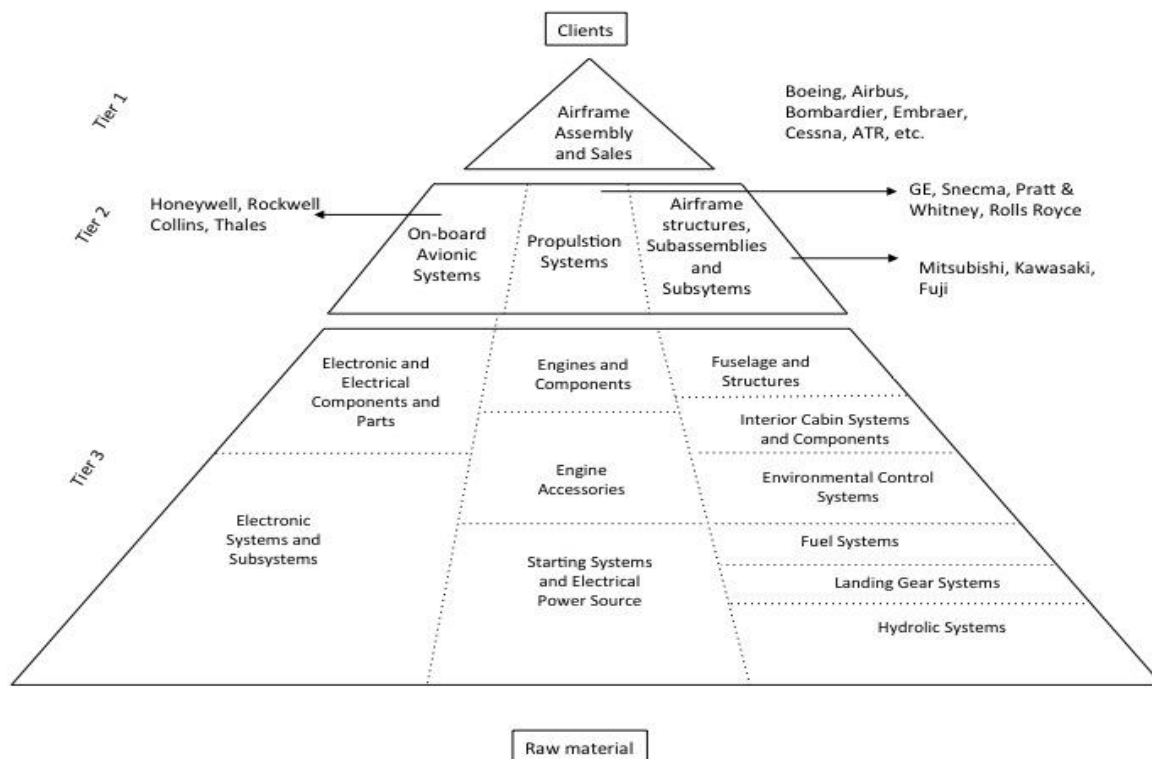 Clients
Tier 1
Airframe
Assembly
and Sales
Boeing, Airbus,
Bombardier, Embraer,
Cessna, ATR, etc.
Tier 2
Honeywell, Rockwell
Collins, Thales
On-board
Avionic
Systems
Propulstion
Systems
Airframe
structures,
Subassemblies
and
Subsytems
GE, Snecma, Pratt &
Whitney, Rolls Royce
Mitsubishi, Kawasaki,
Fuji
Tier 3
Electronic and
Electrical
Components and
Parts
Engines and
Components
Fuselage and
Structures
Interior Cabin Systems
and Components
Engine
Accessories
Environmental Control
Systems
Electronic
Systems and
Subsystems
Starting Systems
and Electrical
Power Source
Fuel Systems
Landing Gear Systems
Hydrolic Systems
Raw material